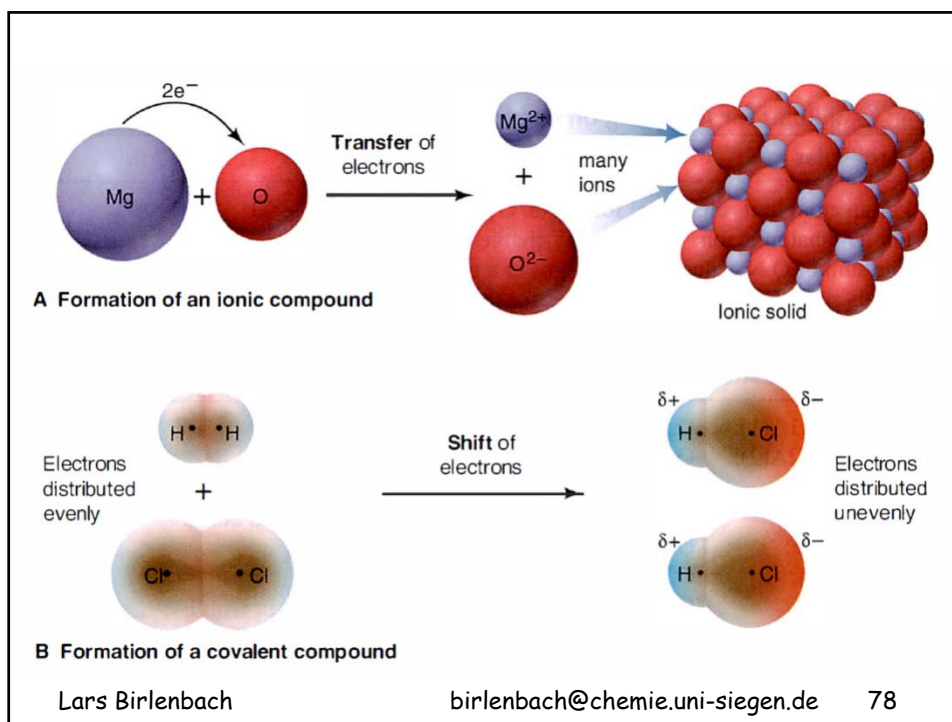 2e⁻
Mg + O
Transfer of
electrons
Mg²⁺
+
O²⁻
many
ions
Ionic solid
A Formation of an ionic compound
Electrons
distributed
evenly
H H
+
Cl Cl
Shift of
electrons
δ+ δ−
H Cl
δ+ δ−
H Cl
Electrons
distributed
unevenly
B Formation of a covalent compound
Lars Birlenbach birlenbach@chemie.uni-siegen.de 78